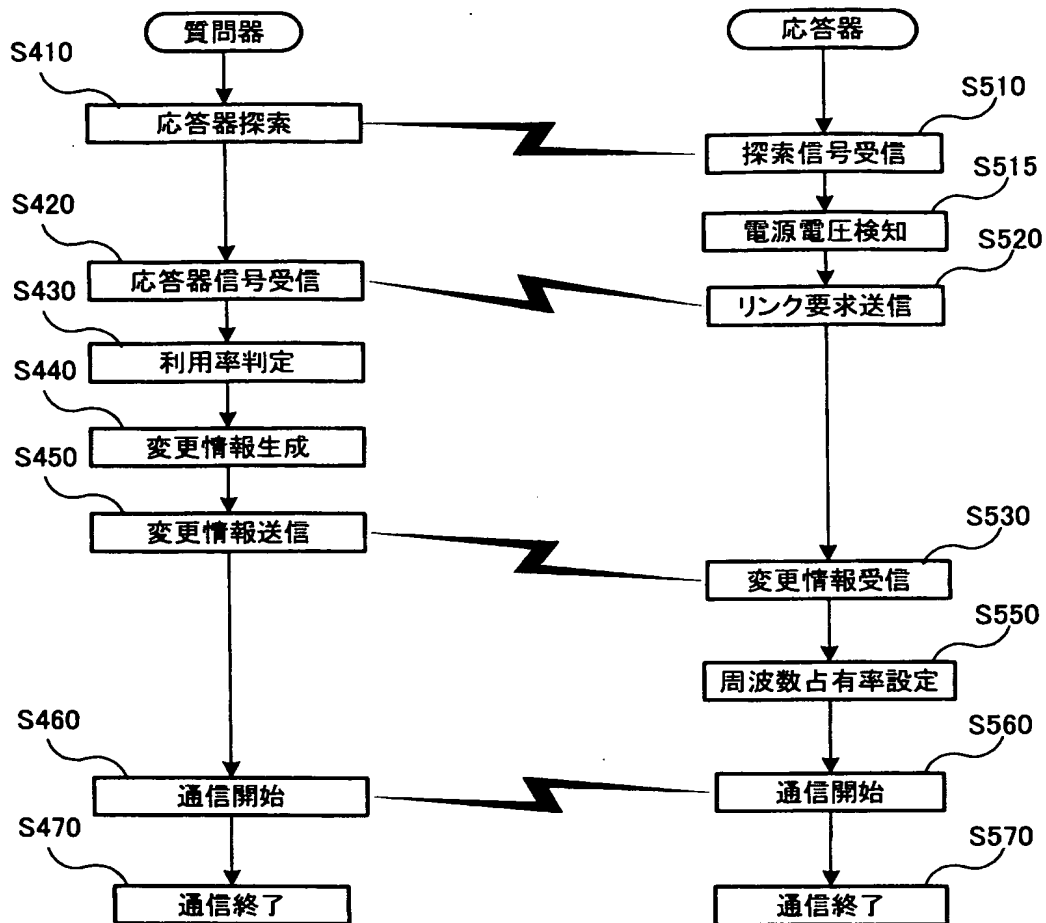 質問器
S410
応答器探索
S420
応答器信号受信
S430
利用率判定
S440
変更情報生成
S450
変更情報送信
S460
通信開始
S470
通信終了
応答器
S510
探索信号受信
S515
電源電圧検知
S520
リンク要求送信
S530
変更情報受信
S550
周波数占有率設定
S560
通信開始
S570
通信終了